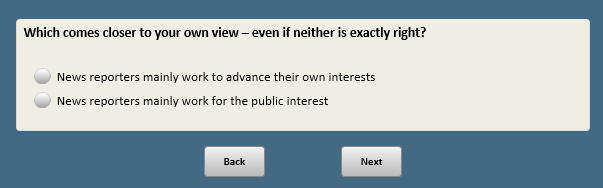 Which comes closer to your own view – even if neither is exactly right?
News reporters mainly work to advance their own interests
News reporters mainly work for the public interest
Back
Next